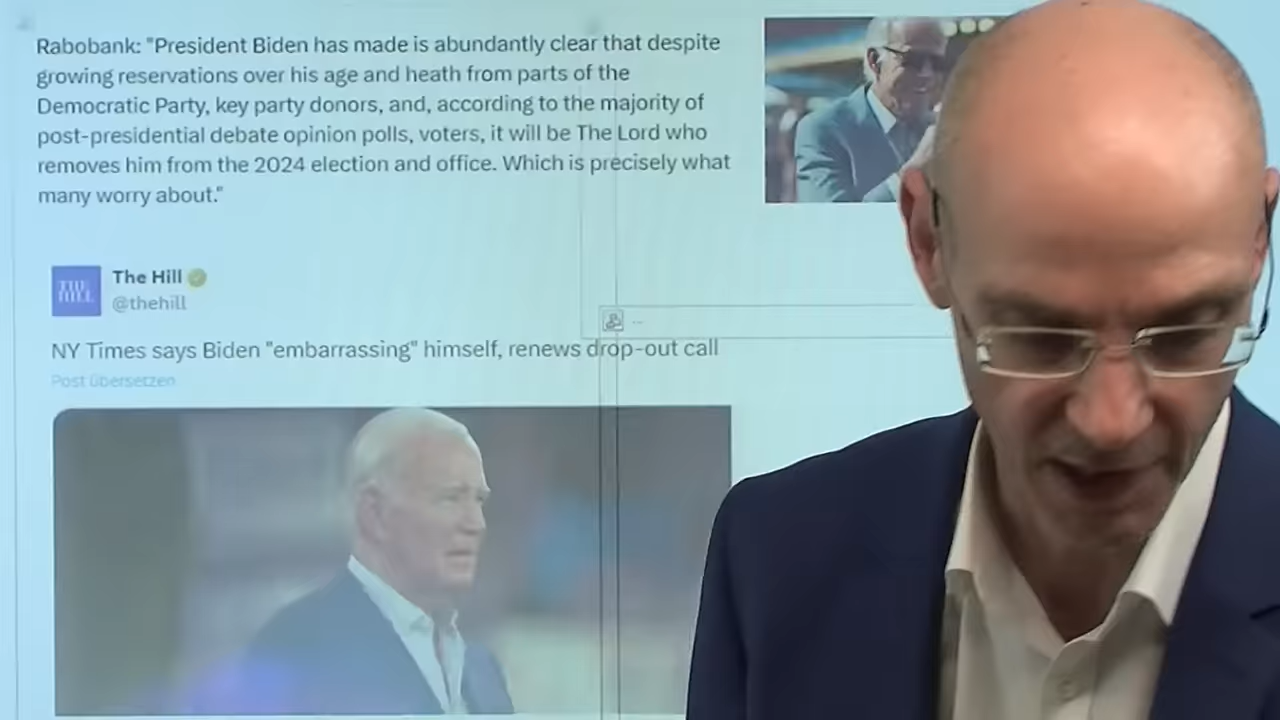 Rabobank: "President Biden has made is abundantly clear that despite
growing reservations over his age and heath from parts of the
Democratic Party, key party donors, and, according to the majority of
post-presidential debate opinion polls, voters, it will be The Lord who
removes him from the 2024 election and office. Which is precisely what
many worry about."
THE
HILL
The Hill
@thehill
NY Times says Biden "embarrassing" himself, renews drop-out call
Post übersetzen